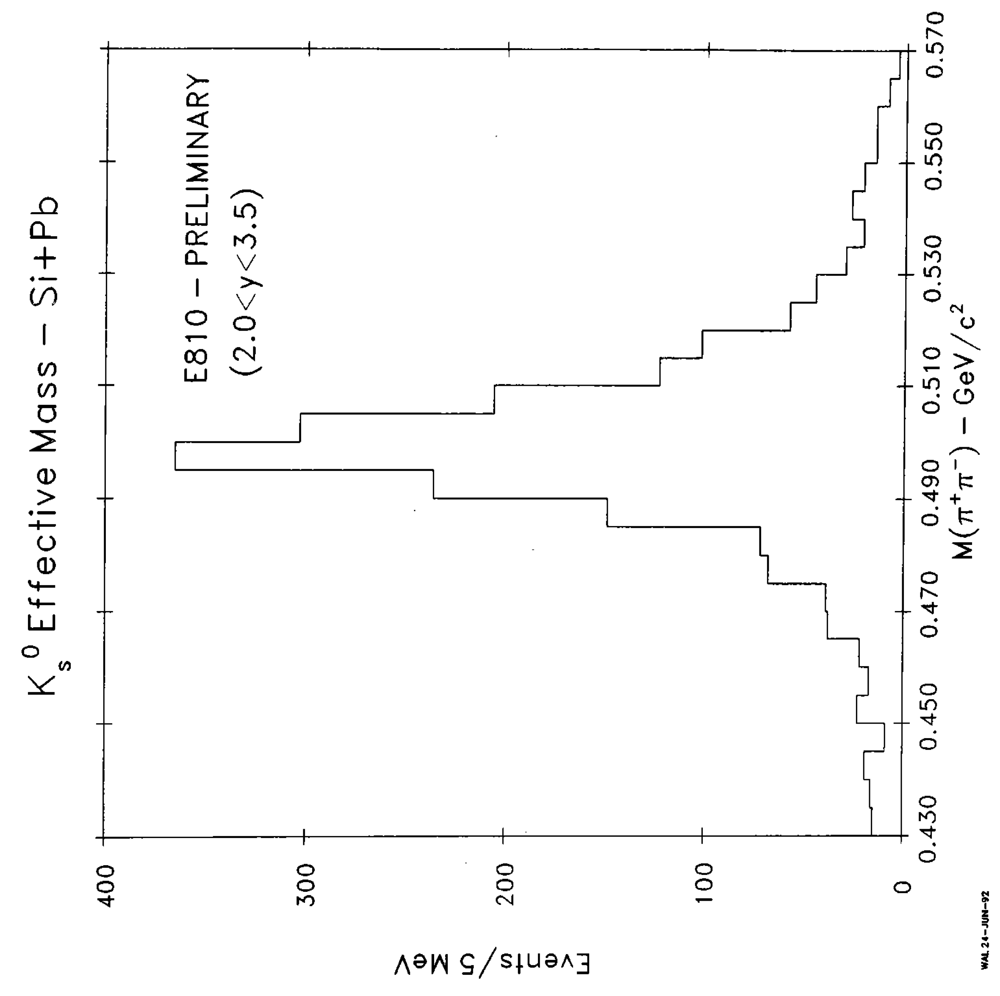 K_s^0 Effective Mass – Si+Pb
E810 – PRELIMINARY
(2.0<y<3.5)
400
300
200
100
0
Events/5 MeV
0.430 0.450 0.470 0.490 0.510 0.530 0.550 0.570
M(π⁺π⁻) – GeV/c²
WAL 24-JUN-92